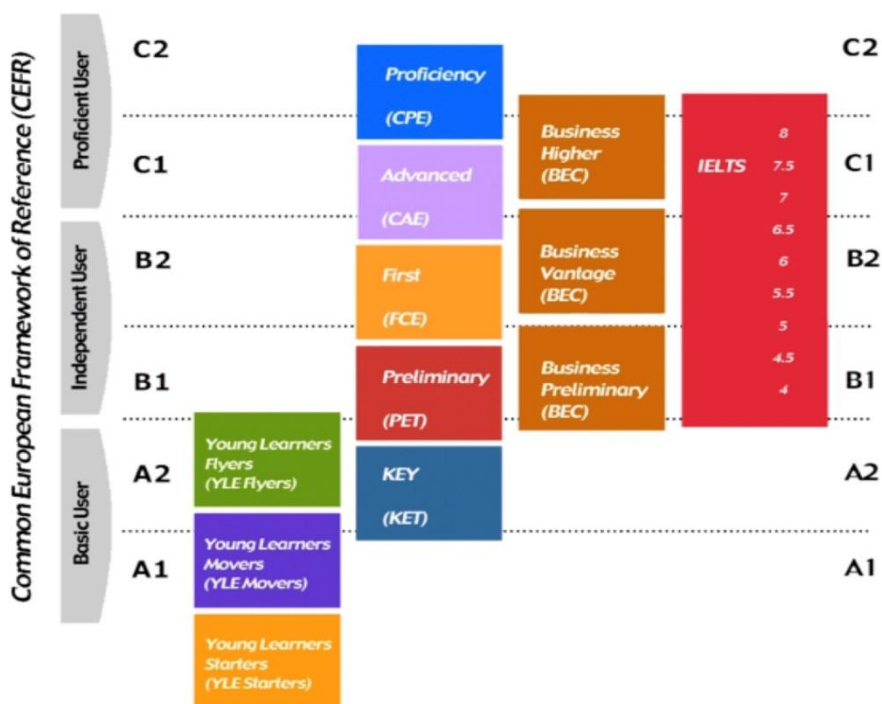 Common European Framework of Reference (CEFR)
Proficient User
Independent User
Basic User
C2
C1
B2
B1
A2
A1
Young Learners
Flyers
(YLE Flyers)
Young Learners
Movers
(YLE Movers)
Young Learners
Starters
(YLE Starters)
Proficiency
(CPE)
Advanced
(CAE)
First
(FCE)
Preliminary
(PET)
KEY
(KET)
Business
Higher
(BEC)
Business
Vantage
(BEC)
Business
Preliminary
(BEC)
IELTS
8
7.5
7
6.5
6
5.5
5
4.5
4
C2
C1
B2
B1
A2
A1